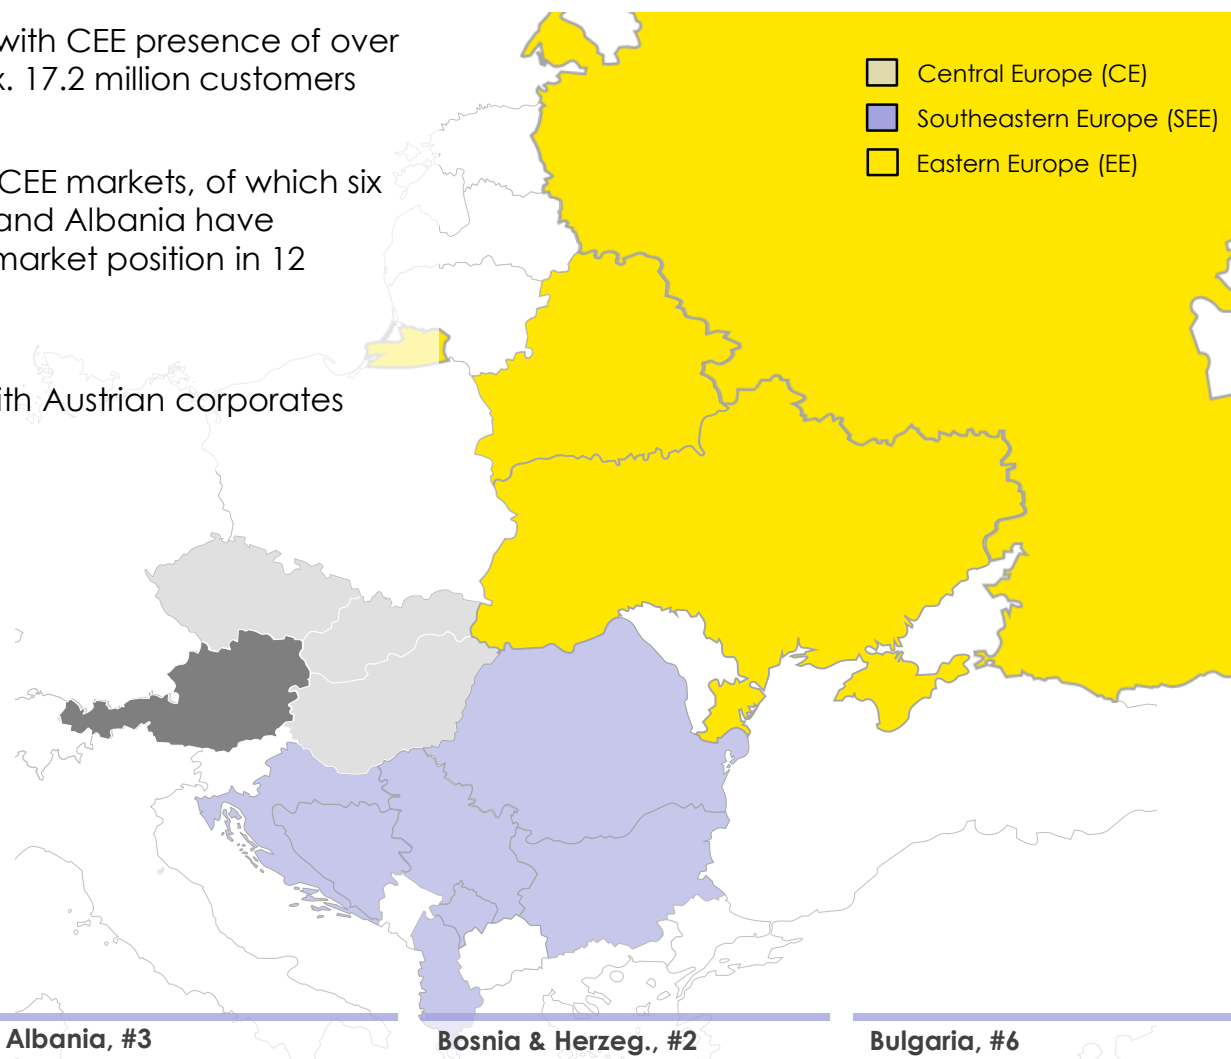 with CEE presence of over
x. 17.2 million customers
CEE markets, of which six
and Albania have
market position in 12
ith Austrian corporates
Central Europe (CE)
Southeastern Europe (SEE)
Eastern Europe (EE)
Albania, #3
Bosnia & Herzeg., #2
Bulgaria, #6